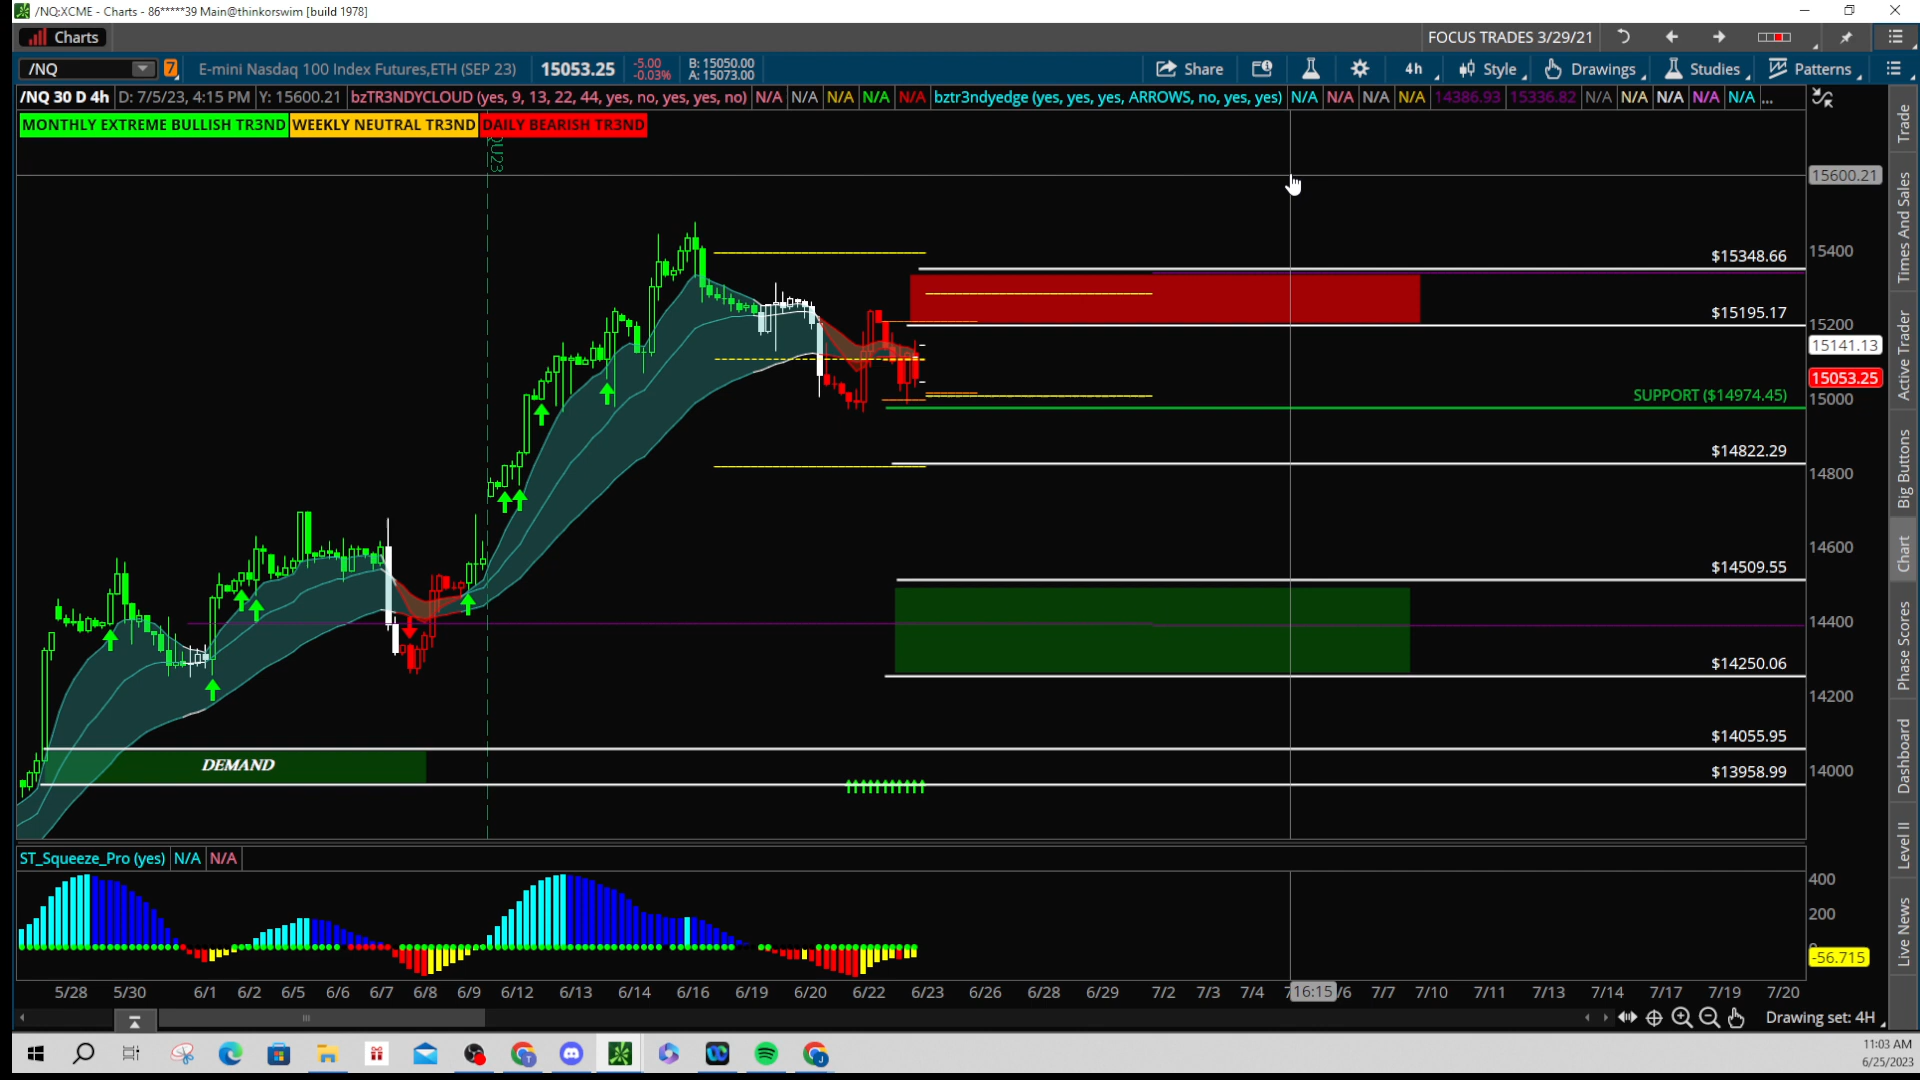 /NQ:XCME - Charts - 86*****39 Main@thinkorswim [build 1978]
Charts
FOCUS TRADES 3/29/21
/NQ
7
E-mini Nasdaq 100 Index Futures,ETH (SEP 23)
15053.25
-5.00
-0.03%
B: 15050.00
A: 15073.00
Share
4h
Style
Drawings
Studies
Patterns
/NQ 30 D 4h D: 7/5/23, 4:15 PM Y: 15600.21 bzTR3NDYCLOUD (yes, 9, 13, 22, 44, yes, no, yes, yes, no) N/A N/A N/A N/A N/A bztr3ndyedge (yes, yes, yes, ARROWS, no, yes, yes) N/A N/A N/A N/A 14386.93 15336.82 N/A N/A N/A N/A N/A ...
MONTHLY EXTREME BULLISH TR3ND WEEKLY NEUTRAL TR3ND DAILY BEARISH TR3ND
15600.21
$15348.66
15400
$15195.17
15200
15141.13
15053.25
SUPPORT ($14974.45)
15000
$14822.29
14800
14600
$14509.55
14400
$14250.06
14200
$14055.95
DEMAND
$13958.99
14000
Trade
Times And Sales
Active Trader
Big Buttons
Chart
Phase Scores
Dashboard
Level II
Live News
ST_Squeeze_Pro (yes) N/A N/A
400
200
-56.715
5/28 5/30 6/1 6/2 6/5 6/6 6/7 6/8 6/9 6/12 6/13 6/14 6/16 6/19 6/20 6/22 6/23 6/26 6/28 6/29 7/2 7/3 7/4 16:15 /6 7/7 7/10 7/11 7/13 7/14 7/17 7/19 7/20
Drawing set: 4H
11:03 AM
6/25/2023